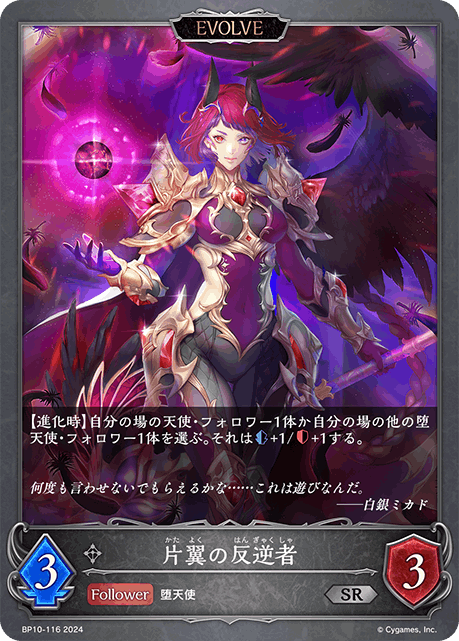 EVOLVE
【進化時】自分の場の天使・フォロワー1体か自分の場の他の堕
天使・フォロワー1体を選ぶ。それは+1/+1する。
何度も言わせないでもらえるかな……これは遊びなんだ。
――白銀ミカド
かた よく はん ぎゃく しゃ
片翼の反逆者
3
Follower 堕天使
SR
3
BP10-116 2024
© Cygames, Inc.